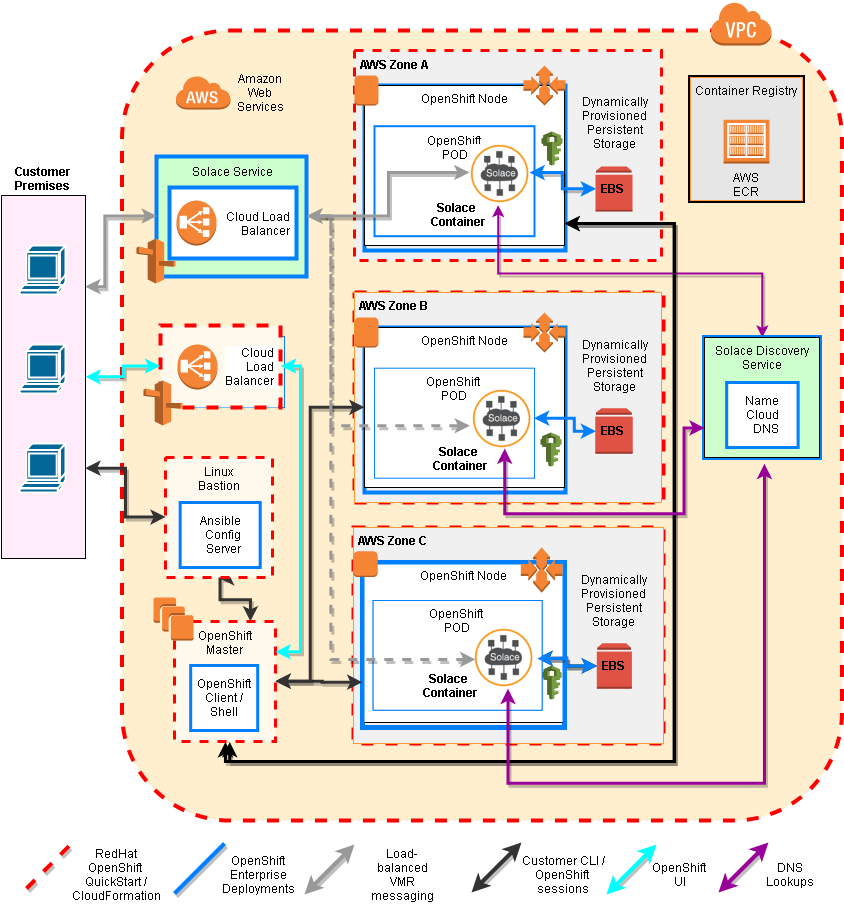 VPC
AWS
Amazon
Web
Services
AWS Zone A
OpenShift Node
OpenShift
POD
Solace
Solace
Container
Dynamically
Provisioned
Persistent
Storage
EBS
Container Registry
AWS
ECR
Customer
Premises
Solace Service
Cloud Load
Balancer
AWS Zone B
OpenShift Node
OpenShift
POD
Solace
Solace
Container
Dynamically
Provisioned
Persistent
Storage
EBS
Cloud
Load
Balancer
Solace Discovery
Service
Name
Cloud
DNS
Linux
Bastion
Ansible
Config
Server
AWS Zone C
OpenShift Node
OpenShift
POD
Solace
Solace
Container
Dynamically
Provisioned
Persistent
Storage
EBS
OpenShift
Master
OpenShift
Client /
Shell
RedHat
OpenShift
QuickStart /
CloudFormation
OpenShift
Enterprise
Deployments
Load-
balanced
VMR
messaging
Customer CLI /
OpenShift
sessions
OpenShift
UI
DNS
Lookups